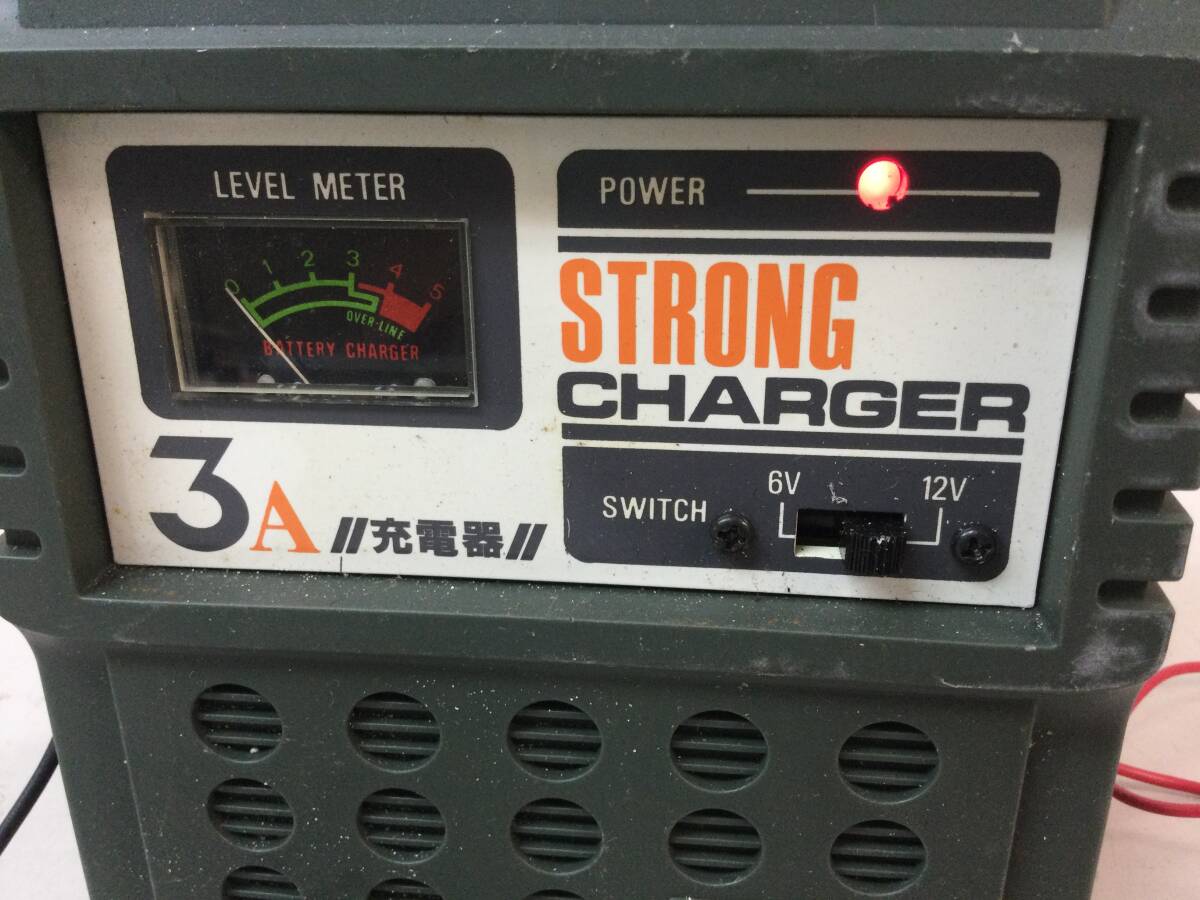 LEVEL METER
0 1 2 3 4 5
OVER-LINE
BATTERY CHARGER
3A //充電器//
POWER
STRONG
CHARGER
6V 12V
SWITCH